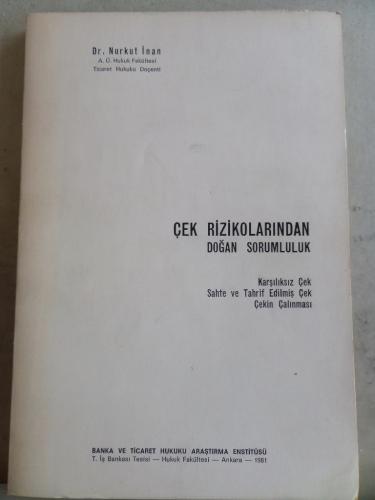 Dr. Nurkut İnan
A. Ü. Hukuk Fakültesi
Ticaret Hukuku Doçenti
ÇEK RİZİKOLARINDAN
DOĞAN SORUMLULUK
Karşılıksız Çek
Sahte ve Tahrif Edilmiş Çek
Çekin Çalınması
BANKA VE TİCARET HUKUKU ARAŞTIRMA ENSTİTÜSÜ
T. İş Bankası Tesisi — Hukuk Fakültesi — Ankara — 1981